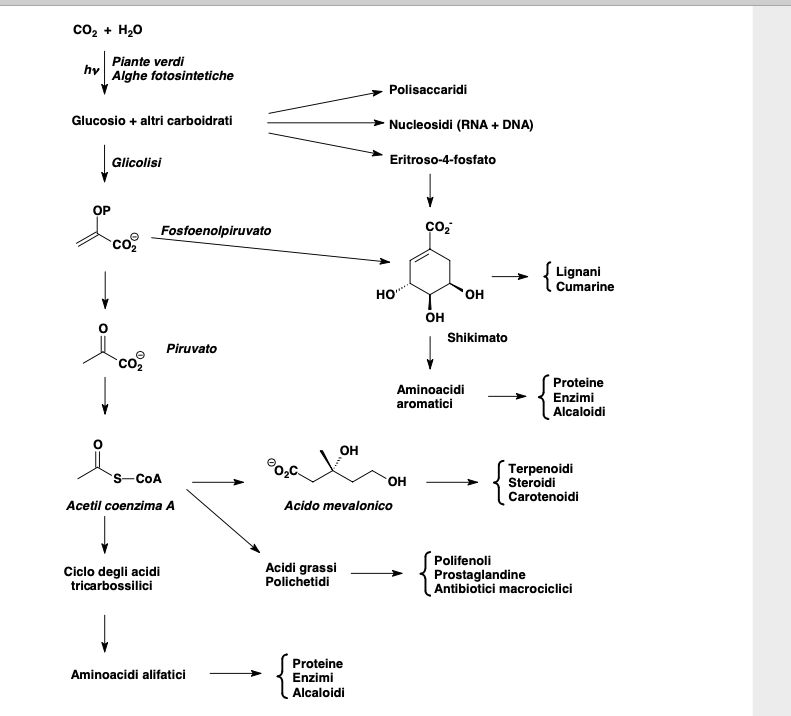 CO2 + H2O
hν
Piante verdi
Alghe fotosintetiche
Polisaccaridi
Glucosio + altri carboidrati
Nucleosidi (RNA + DNA)
Eritroso-4-fosfato
Glicolisi
OP
CO2⊖
Fosfoenolpiruvato
CO2-
HO
OH
OH
Lignani
Cumarine
Shikimato
O
CO2⊖
Piruvato
Aminoacidi
aromatici
Proteine
Enzimi
Alcaloidi
O
S–CoA
Acetil coenzima A
⊖O2C
OH
OH
Acido mevalonico
Terpenoidi
Steroidi
Carotenoidi
Ciclo degli acidi
tricarbossilici
Acidi grassi
Polichetidi
Polifenoli
Prostaglandine
Antibiotici macrociclici
Aminoacidi alifatici
Proteine
Enzimi
Alcaloidi